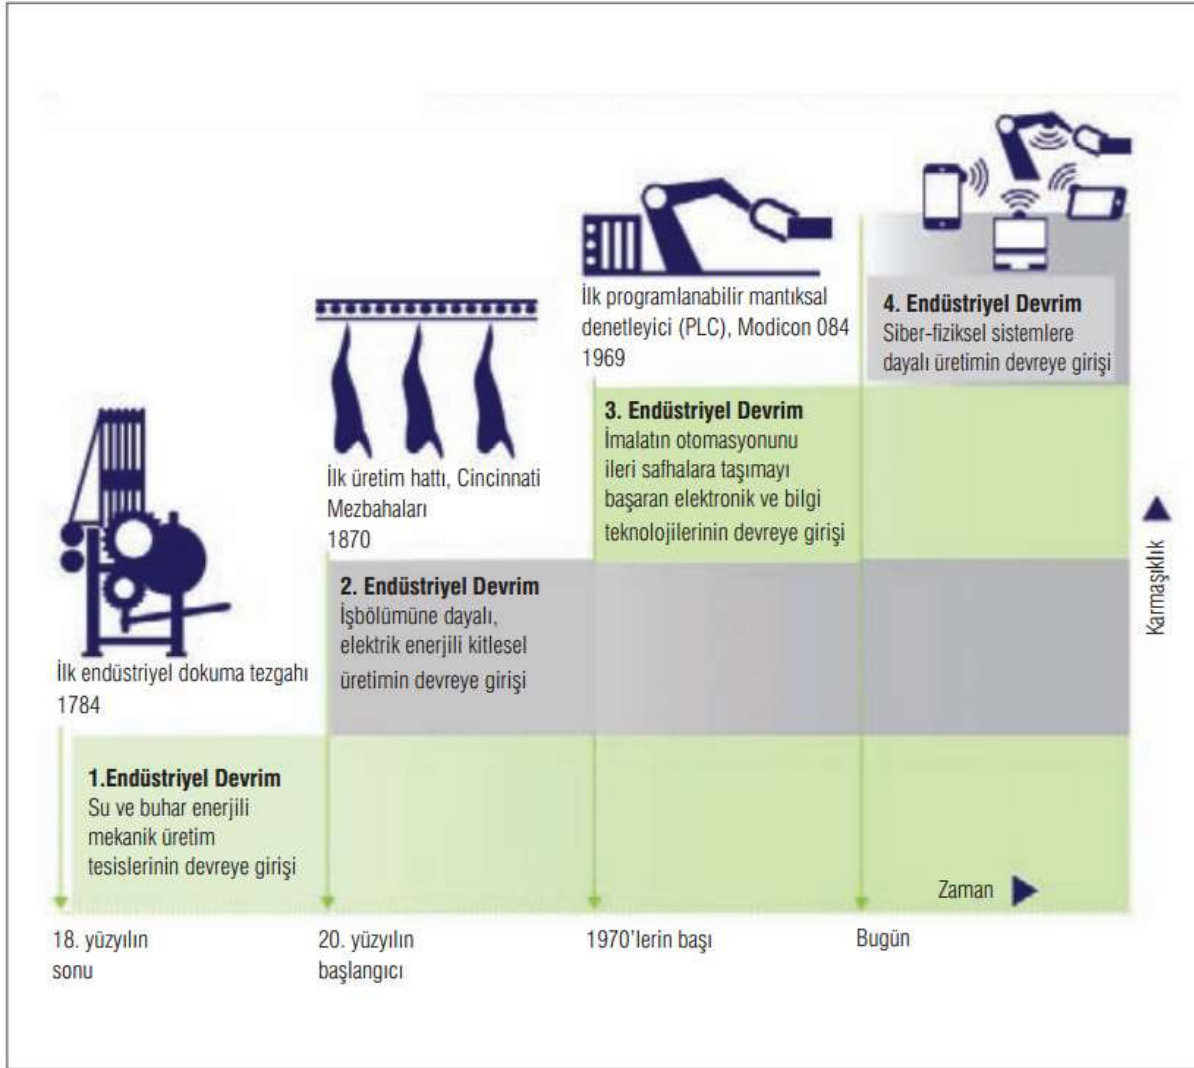 İlk endüstriyel dokuma tezgahı
1784
1.Endüstriyel Devrim
Su ve buhar enerjili
mekanik üretim
tesislerinin devreye girişi
18. yüzyılın
sonu
İlk üretim hattı, Cincinnati
Mezbahaları
1870
2. Endüstriyel Devrim
İşbölümüne dayalı,
elektrik enerjili kitlesel
üretimin devreye girişi
20. yüzyılın
başlangıcı
İlk programlanabilir mantıksal
denetleyici (PLC), Modicon 084
1969
3. Endüstriyel Devrim
İmalatın otomasyonunu
ileri safhalara taşımayı
başaran elektronik ve bilgi
teknolojilerinin devreye girişi
1970'lerin başı
4. Endüstriyel Devrim
Siber-fiziksel sistemlere
dayalı üretimin devreye girişi
Bugün
Zaman
Karmaşıklık